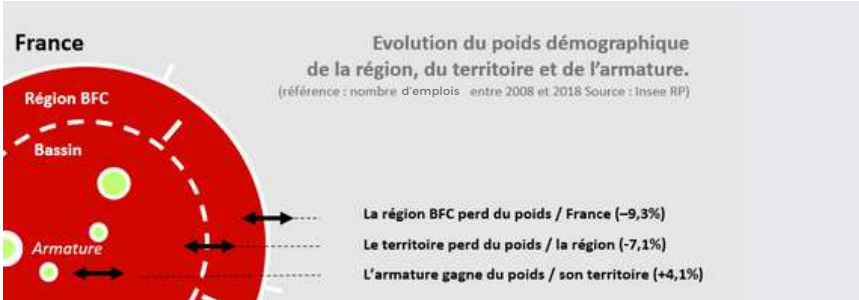 France
Evolution du poids démographique
de la région, du territoire et de l'armature.
(référence : nombre d'emplois entre 2008 et 2018 Source : Insee RP)
Région BFC
Bassin
La région BFC perd du poids / France (–9,3%)
Armature
Le territoire perd du poids / la région (-7,1%)
L'armature gagne du poids / son territoire (+4,1%)